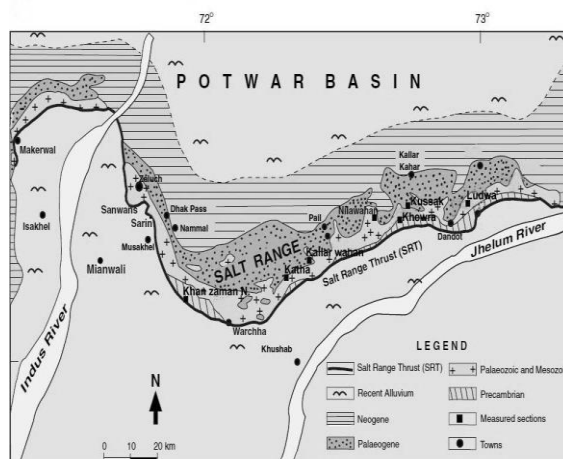 72°
73°
POTWAR BASIN
Makerwal
Kallar
Kahar
Zaluch
Sanwans
Sarin
Dhak Pass
Nammal
Isakhel
Musakhel
Mianwali
Pail
Nilawahan
Kussak
Ludwa
Khewra
Dandot
SALT RANGE
Kallar wahan
Katha
Khan zaman N.
Salt Range Thrust (SRT)
Jhelum River
Warchha
Khushab
Indus River
N
0 10 20 km
LEGEND
Salt Range Thrust (SRT)
Palaeozoic and Mesozo
Recent Alluvium
Precambrian
Neogene
Measured sections
Palaeogene
Towns